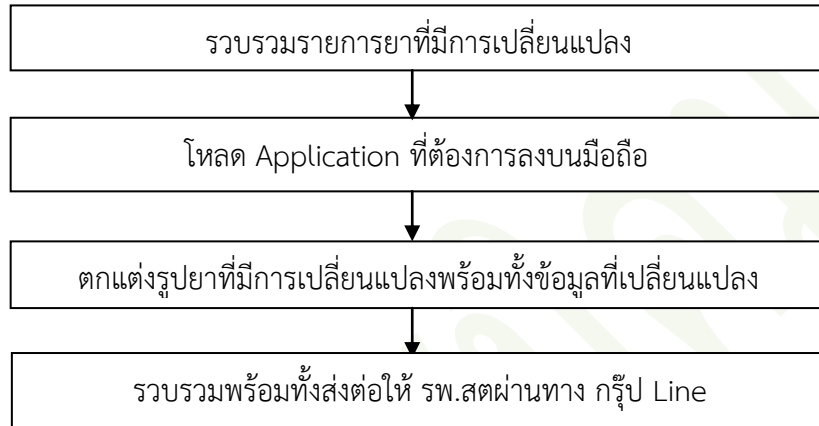 รวบรวมรายการยาที่มีการเปลี่ยนแปลง
โหลด Application ที่ต้องการลงบนมือถือ
ตกแต่งรูปยาที่มีการเปลี่ยนแปลงพร้อมทั้งข้อมูลที่เปลี่ยนแปลง
รวบรวมพร้อมทั้งส่งต่อให้ รพ.สตผ่านทาง กรุ๊ป Line